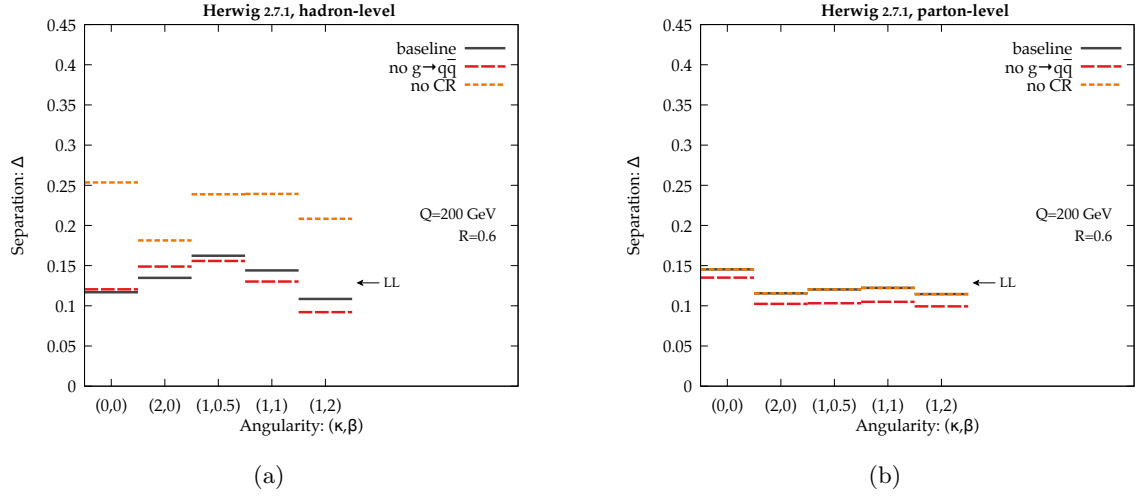 Herwig 2.7.1, hadron-level
baseline
no g→qq̅
no CR
Separation: Δ
0.45
0.4
0.35
0.3
0.25
0.2
0.15
0.1
0.05
0
Q=200 GeV
R=0.6
LL
(0,0) (2,0) (1,0.5) (1,1) (1,2)
Angularity: (κ,β)
(a)
Herwig 2.7.1, parton-level
baseline
no g→qq̅
no CR
Separation: Δ
0.45
0.4
0.35
0.3
0.25
0.2
0.15
0.1
0.05
0
Q=200 GeV
R=0.6
LL
(0,0) (2,0) (1,0.5) (1,1) (1,2)
Angularity: (κ,β)
(b)